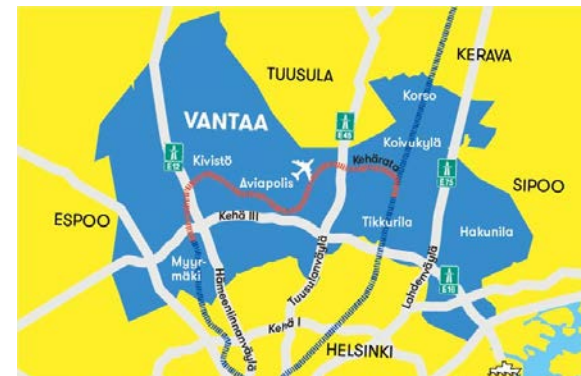 KERAVA
TUUSULA
Korso
VANTAA
E45
Koivukylä
E12
Kivistö
Kehärata
Aviapolis
E75
SIPOO
ESPOO
Kehä III
Tikkurila
Hakunila
Myyr-
mäki
Hämeenlinnanväylä
Tuusulanväylä
Lahdenväylä
E18
Kehä I
HELSINKI